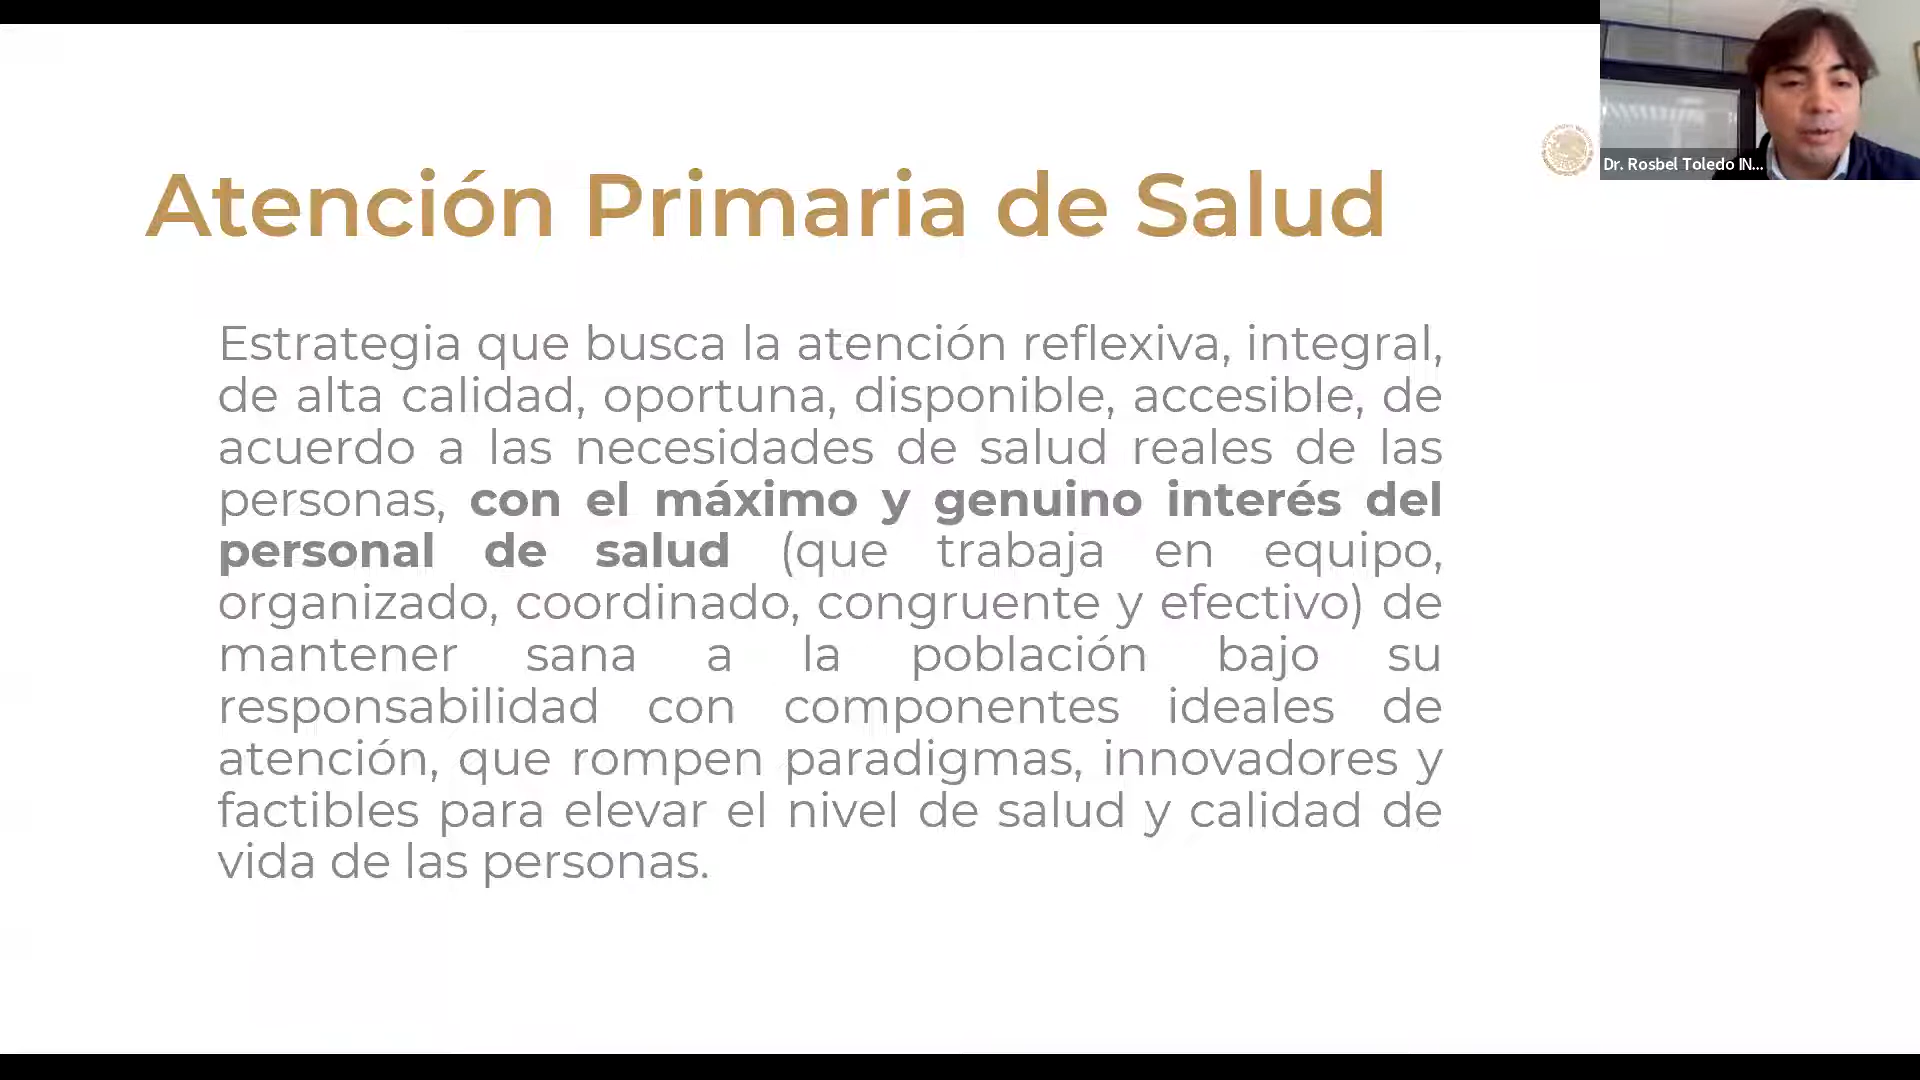 Atención Primaria de Salud
Estrategia que busca la atención reflexiva, integral,
de alta calidad, oportuna, disponible, accesible, de
acuerdo a las necesidades de salud reales de las
personas, con el máximo y genuino interés del
personal de salud (que trabaja en equipo,
organizado, coordinado, congruente y efectivo) de
mantener sana a la población bajo su
responsabilidad con componentes ideales de
atención, que rompen paradigmas, innovadores y
factibles para elevar el nivel de salud y calidad de
vida de las personas.
Dr. Rosbel Toledo IN...